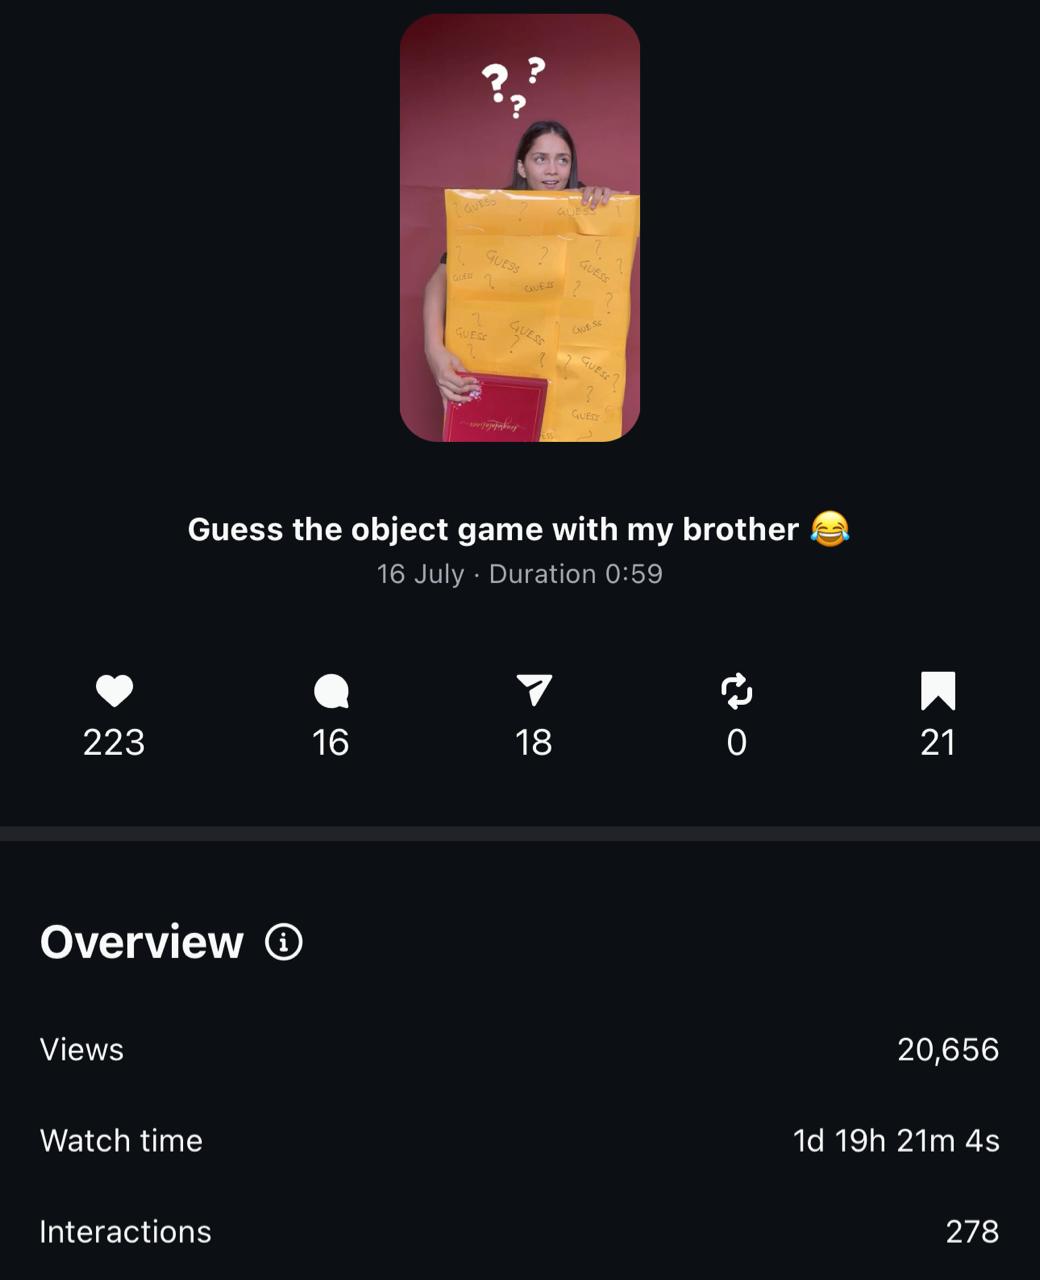 ? ? ?
? GUESS ? GUESS !
? GUESS ? ? GUESS ?
GUESS ? GUESS ? ?
? GUESS GUESS ? GUESS
? ? ? ? GUESS ?
?
GUESS
Congratulations
Guess the object game with my brother 😂
16 July · Duration 0:59
223 16 18 0 21
Overview
Views 20,656
Watch time 1d 19h 21m 4s
Interactions 278